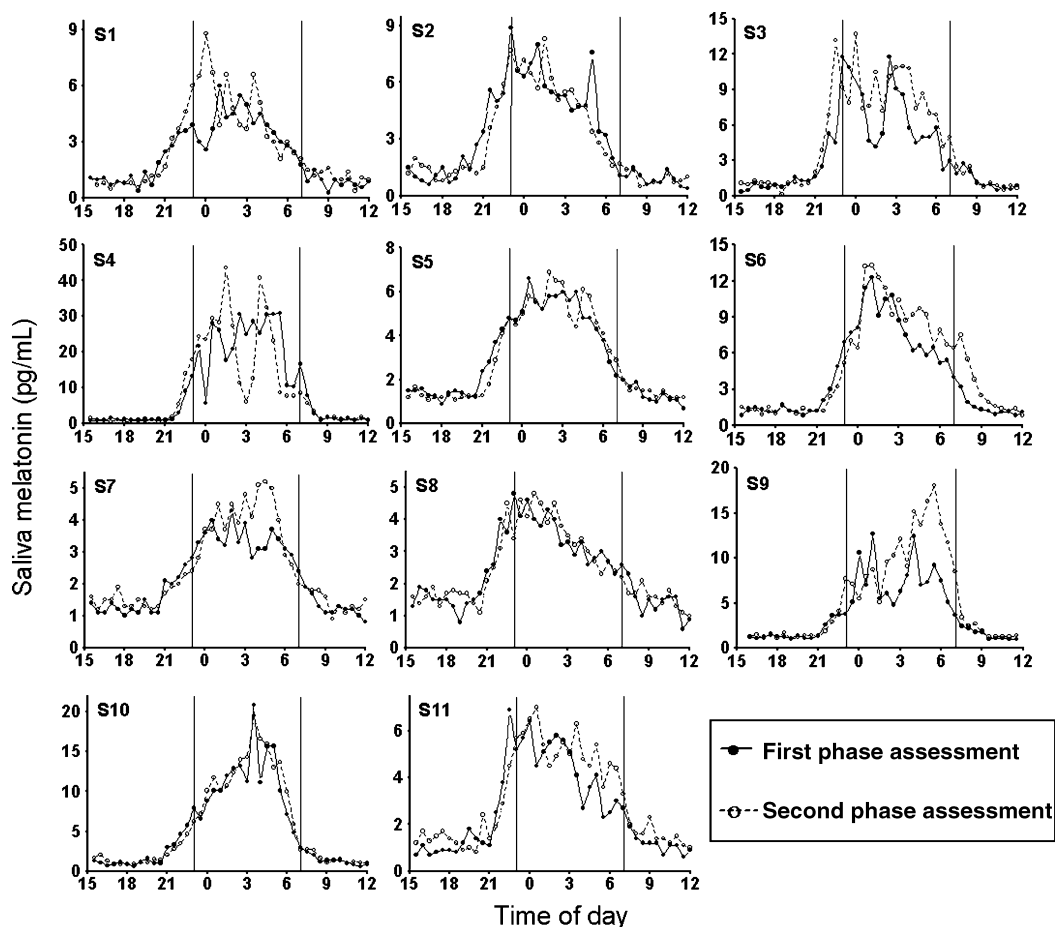 9
6
3
0
S1
15 18 21 0 3 6 9 12
9
6
3
0
S2
15 18 21 0 3 6 9 12
15
12
9
6
3
0
S3
15 18 21 0 3 6 9 12
50
40
30
20
10
0
S4
15 18 21 0 3 6 9 12
8
6
4
2
0
S5
15 18 21 0 3 6 9 12
15
12
9
6
3
0
S6
15 18 21 0 3 6 9 12
Saliva melatonin (pg/mL)
5
4
3
2
1
0
S7
15 18 21 0 3 6 9 12
5
4
3
2
1
0
S8
15 18 21 0 3 6 9 12
20
15
10
5
0
S9
15 18 21 0 3 6 9 12
20
15
10
5
0
S10
15 18 21 0 3 6 9 12
6
4
2
0
S11
15 18 21 0 3 6 9 12
First phase assessment
Second phase assessment
Time of day